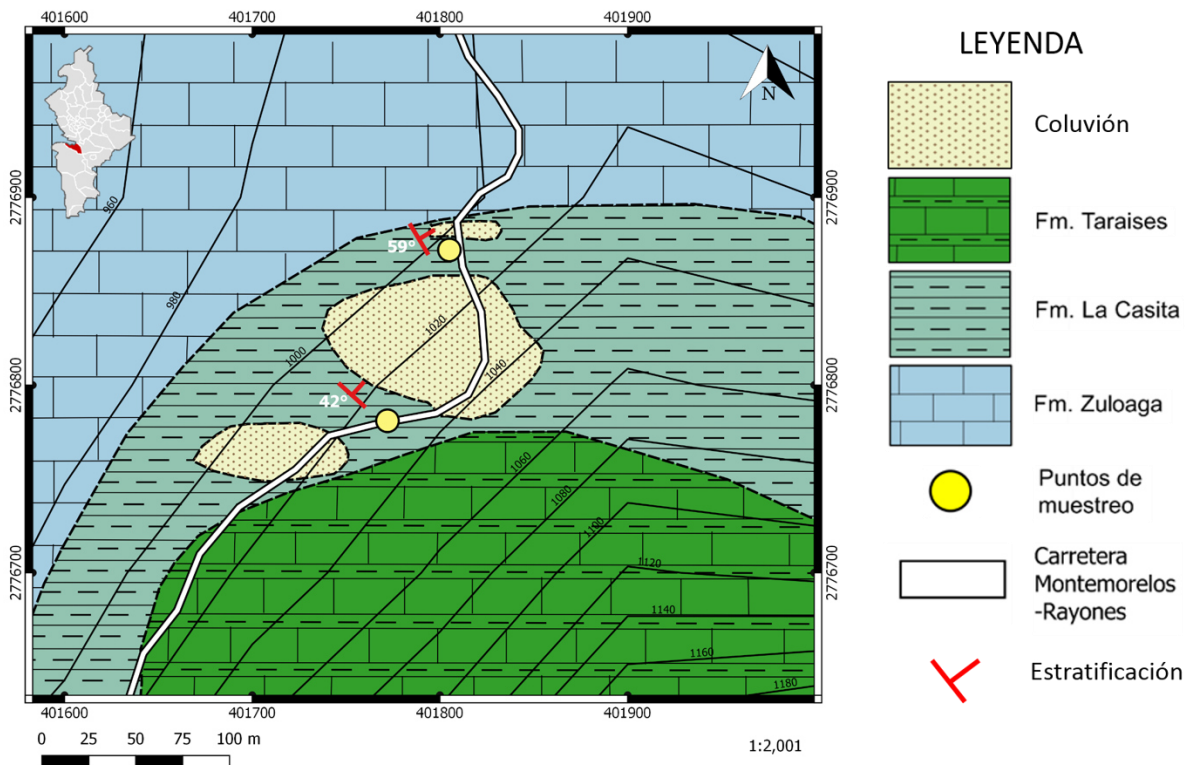 401600 401700 401800 401900
LEYENDA
Coluvión
Fm. Taraises
Fm. La Casita
Fm. Zuloaga
Puntos de
muestreo
Carretera
Montemorelos
-Rayones
Estratificación
N
2776900
2776800
2776700
2776900
2776800
2776700
960
980
1000
1020
1040
1060
1080
1100
1120
1140
1160
1180
59°
42°
401600 401700 401800 401900
0 25 50 75 100 m
1:2,001